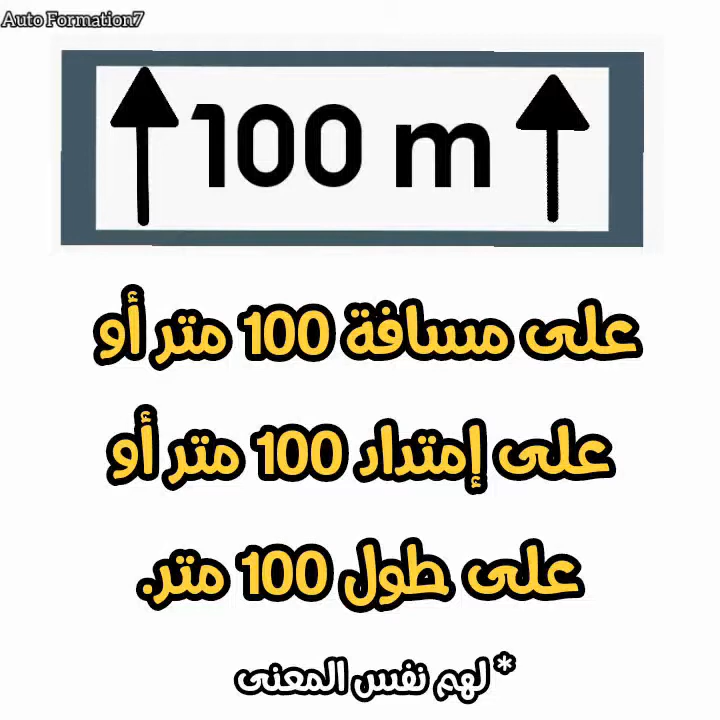 Auto Formation7
100 m
على مسافة 100 متر أو
على إمتداد 100 متر أو
على طول 100 متر.
* لهم نفس المعنى